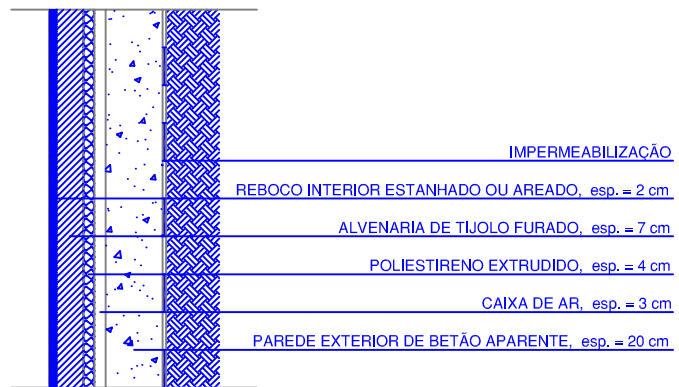 IMPERMEABILIZAÇÃO
REBOCO INTERIOR ESTANHADO OU AREADO, esp. = 2 cm
ALVENARIA DE TIJOLO FURADO, esp. = 7 cm
POLIESTIRENO EXTRUDIDO, esp. = 4 cm
CAIXA DE AR, esp. = 3 cm
PAREDE EXTERIOR DE BETÃO APARENTE, esp. = 20 cm